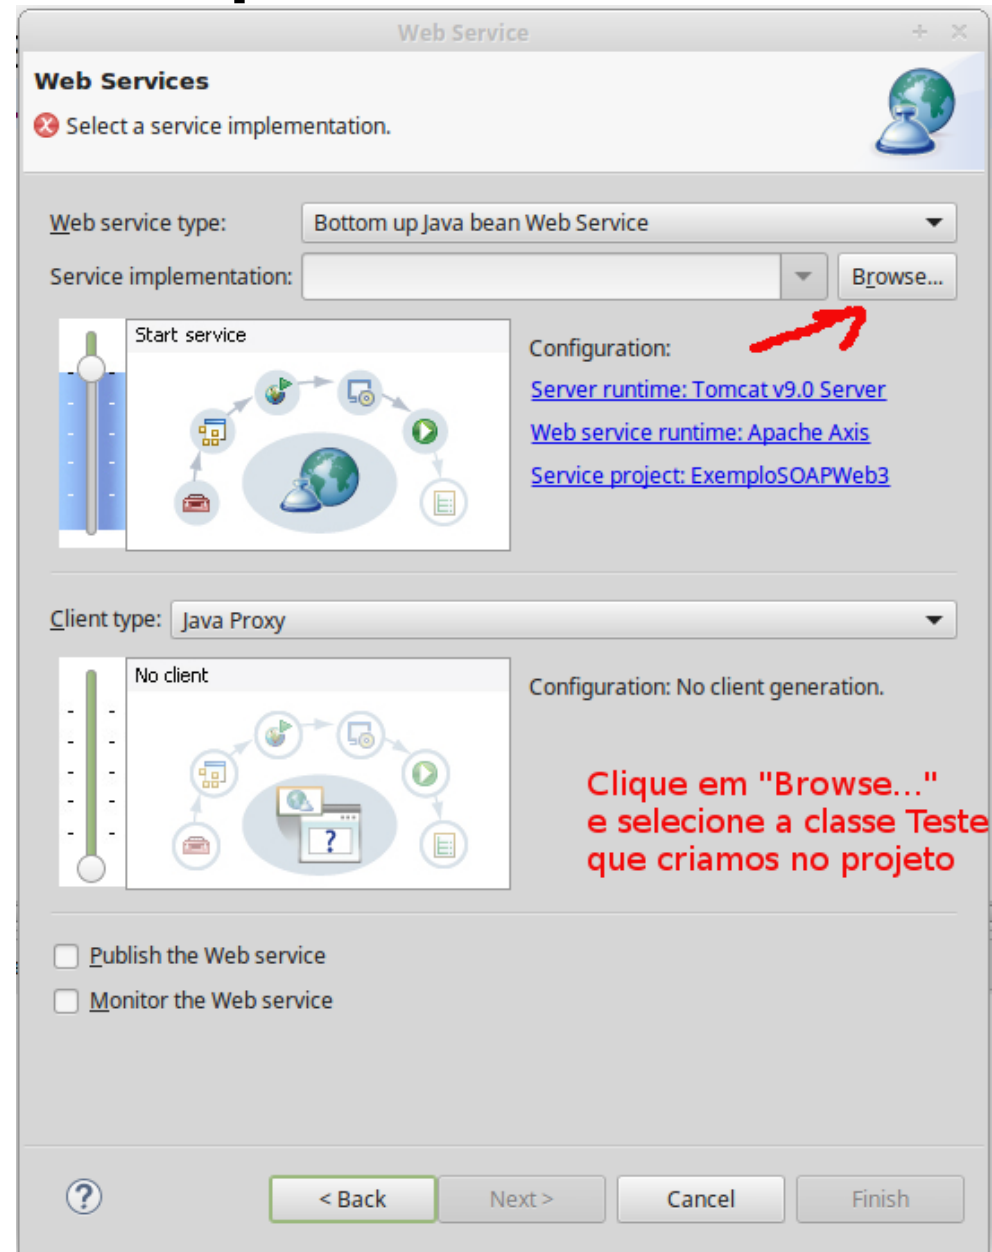 Web Service
Web Services
Select a service implementation.
Web service type: Bottom up Java bean Web Service
Service implementation: Browse...
Start service
Configuration:
Server runtime: Tomcat v9.0 Server
Web service runtime: Apache Axis
Service project: ExemploSOAPWeb3
Client type: Java Proxy
No client
Configuration: No client generation.
Clique em "Browse..."
e selecione a classe Teste
que criamos no projeto
Publish the Web service
Monitor the Web service
< Back Next > Cancel Finish